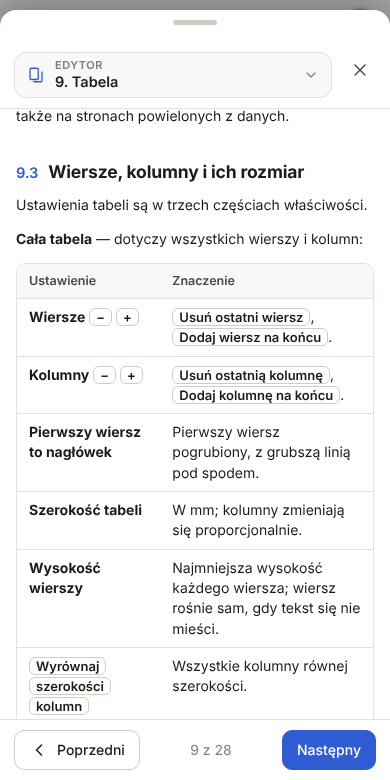 EDYTOR
9. Tabela
także na stronach powielonych z danych.
9.3 Wiersze, kolumny i ich rozmiar
Ustawienia tabeli są w trzech częściach właściwości.
Cała tabela — dotyczy wszystkich wierszy i kolumn:
Ustawienie Znaczenie
Wiersze − + Usuń ostatni wiersz,
Dodaj wiersz na końcu.
Kolumny − + Usuń ostatnią kolumnę,
Dodaj kolumnę na końcu.
Pierwszy wiersz Pierwszy wiersz
to nagłówek pogrubiony, z grubszą linią
pod spodem.
Szerokość tabeli W mm; kolumny zmieniają
się proporcjonalnie.
Wysokość Najmniejsza wysokość
wierszy każdego wiersza; wiersz
rośnie sam, gdy tekst się nie
mieści.
Wyrównaj Wszystkie kolumny równej
szerokości szerokości.
kolumn
Poprzedni 9 z 28 Następny